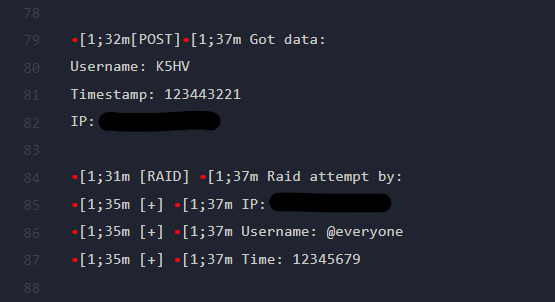 78
79 •[1;32m[POST]•[1;37m Got data:
80 Username: K5HV
81 Timestamp: 123443221
82 IP:
83
84 •[1;31m [RAID] •[1;37m Raid attempt by:
85 •[1;35m [+] •[1;37m IP:
86 •[1;35m [+] •[1;37m Username: @everyone
87 •[1;35m [+] •[1;37m Time: 12345679
88